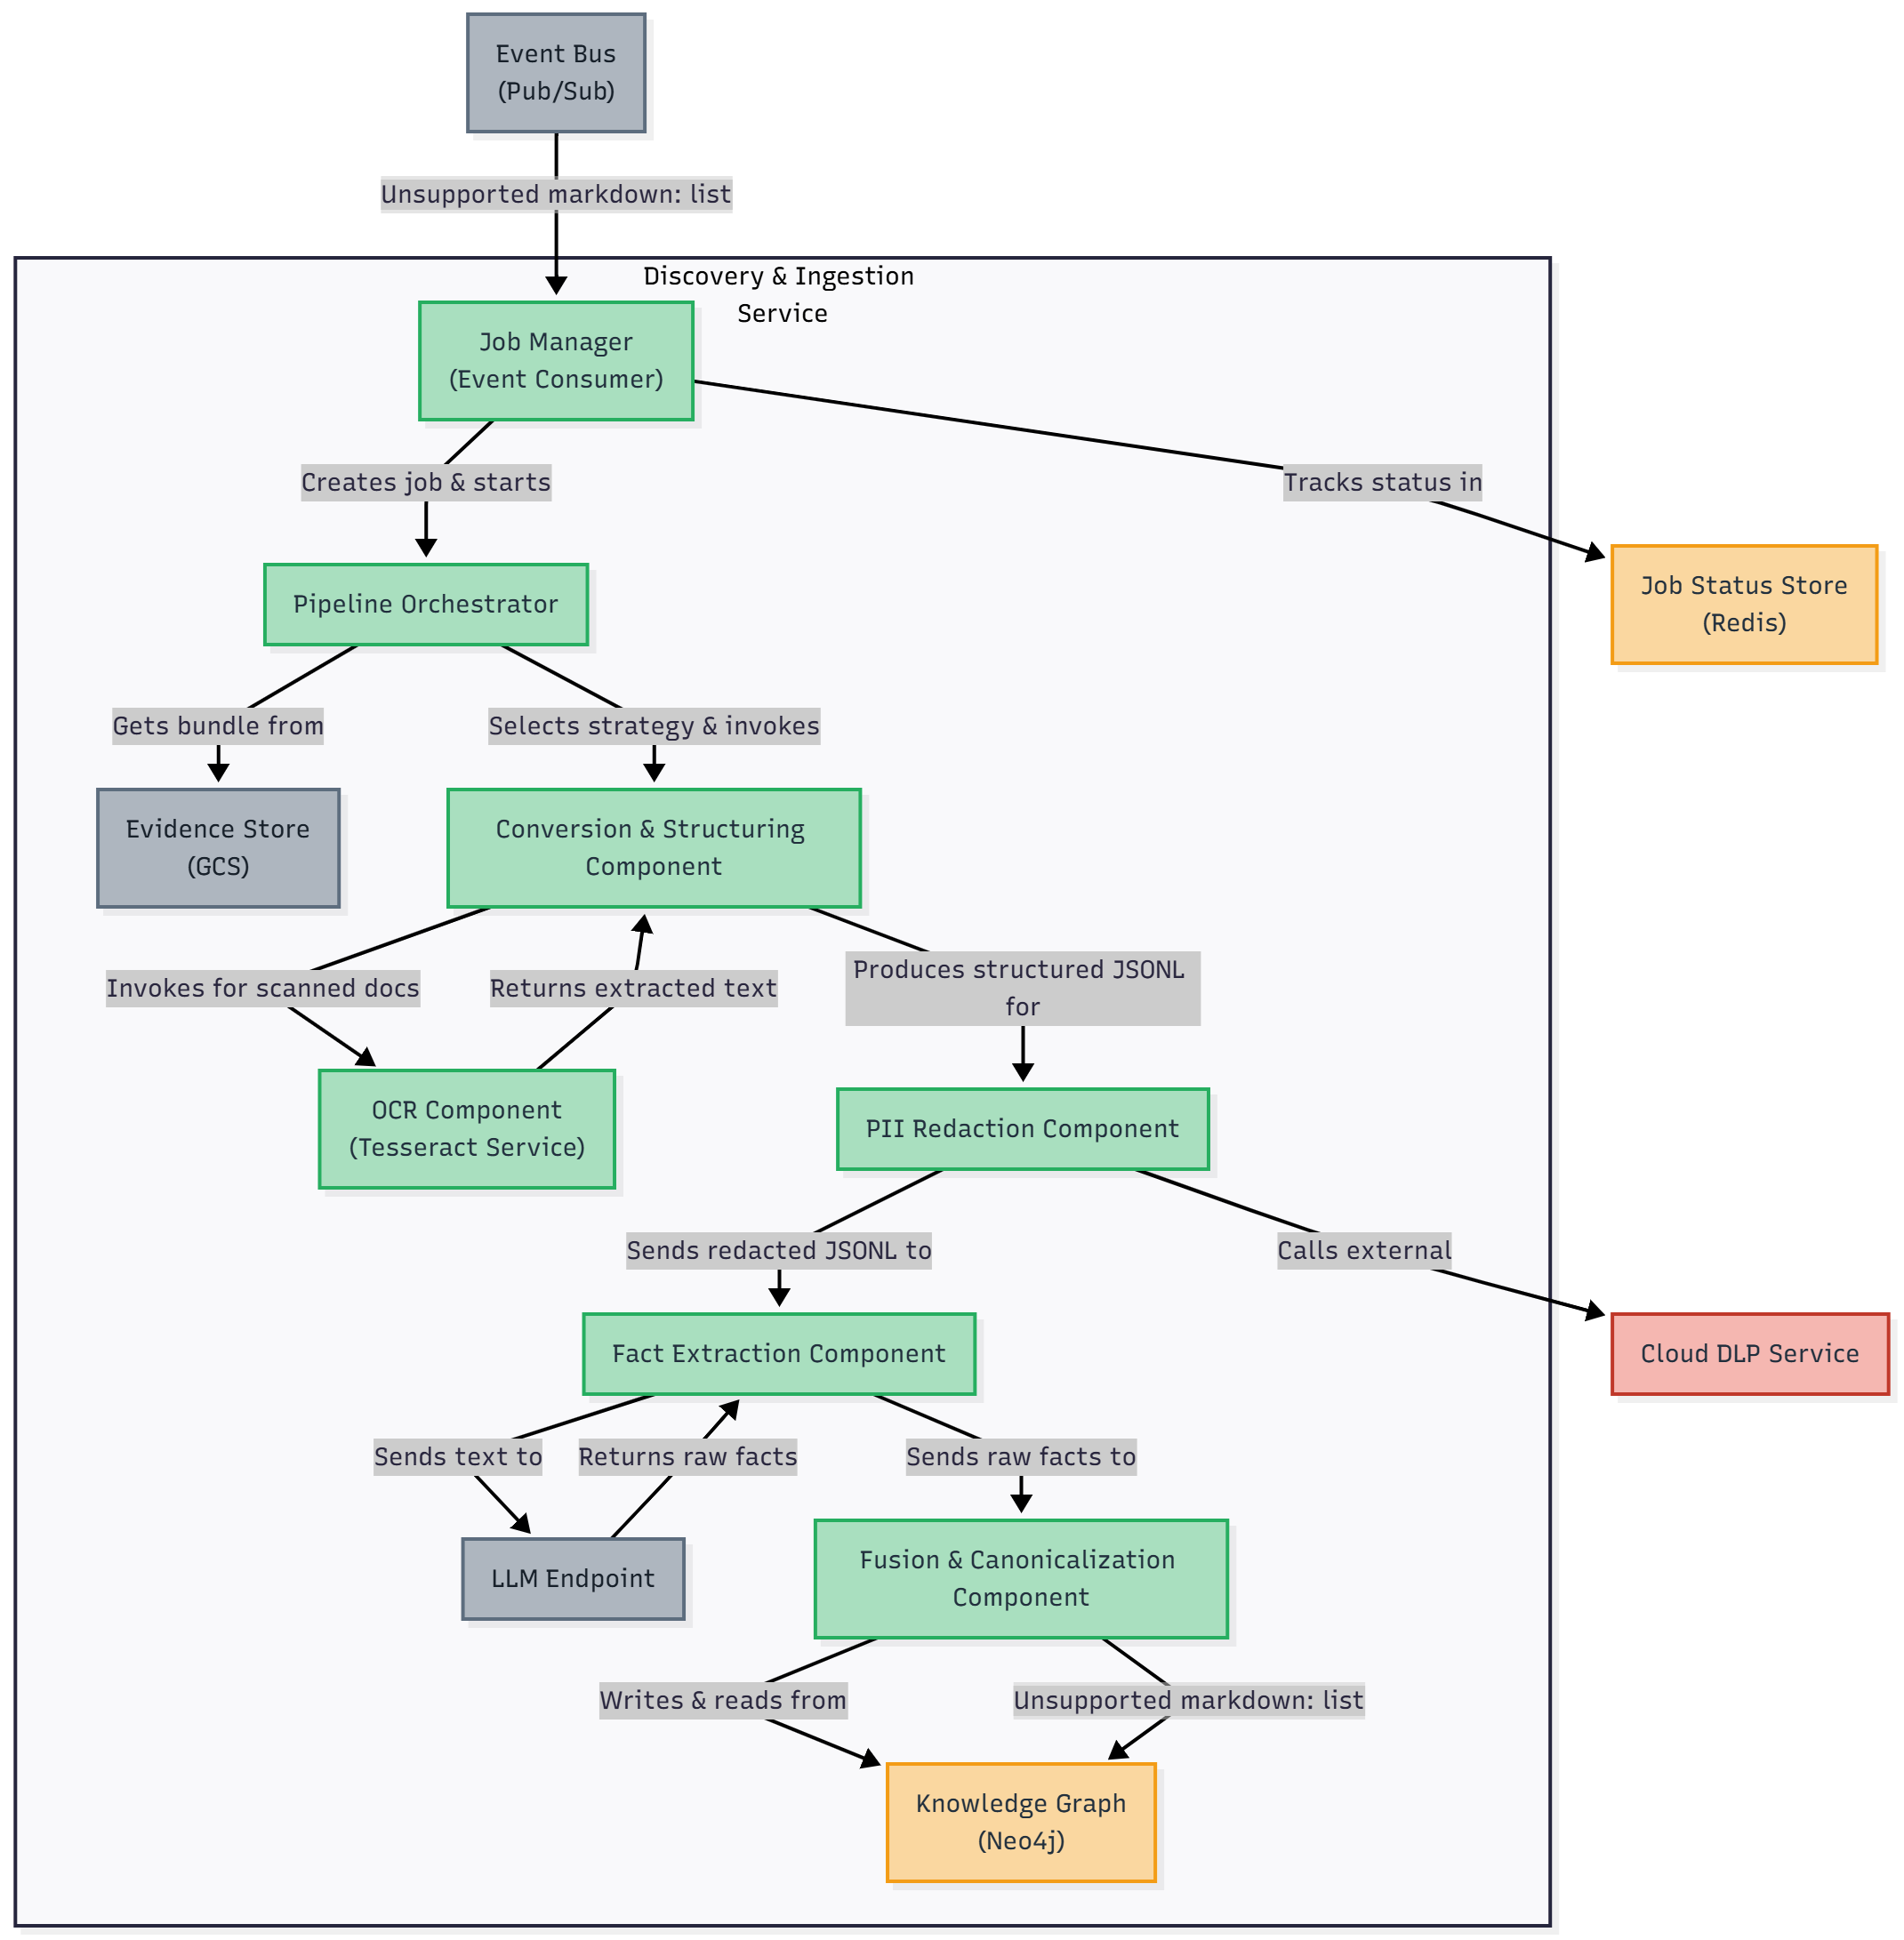 Event Bus
(Pub/Sub)
Unsupported markdown: list
Discovery & Ingestion
Service
Job Manager
(Event Consumer)
Creates job & starts
Tracks status in
Pipeline Orchestrator
Job Status Store
(Redis)
Gets bundle from
Selects strategy & invokes
Evidence Store
(GCS)
Conversion & Structuring
Component
Invokes for scanned docs
Returns extracted text
Produces structured JSONL
for
OCR Component
(Tesseract Service)
PII Redaction Component
Sends redacted JSONL to
Calls external
Fact Extraction Component
Cloud DLP Service
Sends text to
Returns raw facts
Sends raw facts to
LLM Endpoint
Fusion & Canonicalization
Component
Writes & reads from
Unsupported markdown: list
Knowledge Graph
(Neo4j)